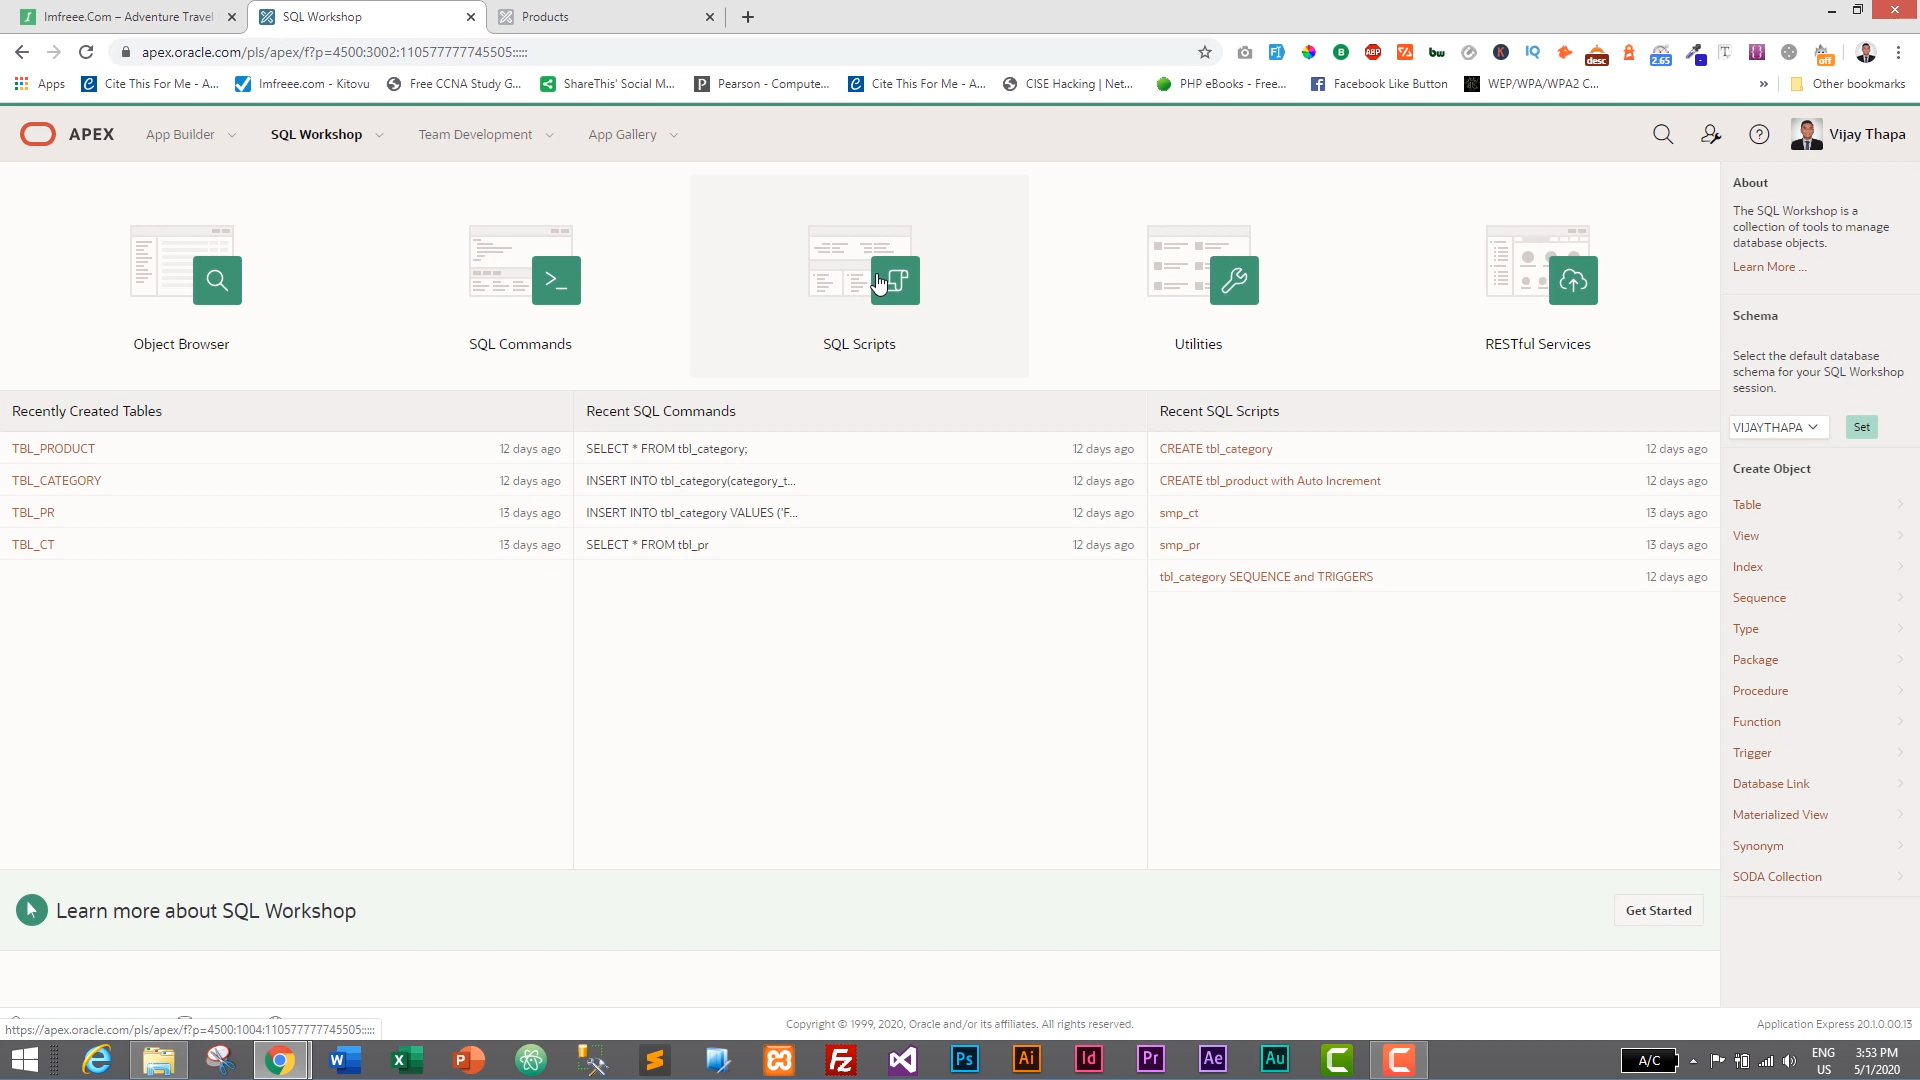 Imfreee.Com – Adventure Travel
SQL Workshop
Products
apex.oracle.com/pls/apex/f?p=4500:3002:110577777745505:::::
Apps
Cite This For Me - A...
Imfreee.com - Kitovu
Free CCNA Study G...
ShareThis' Social M...
Pearson - Compute...
Cite This For Me - A...
CISE Hacking | Net...
PHP eBooks - Free...
Facebook Like Button
WEP/WPA/WPA2 C...
»
Other bookmarks
APEX
App Builder
SQL Workshop
Team Development
App Gallery
Vijay Thapa
Object Browser
SQL Commands
SQL Scripts
Utilities
RESTful Services
Recently Created Tables
TBL_PRODUCT 12 days ago
TBL_CATEGORY 12 days ago
TBL_PR 13 days ago
TBL_CT 13 days ago
Recent SQL Commands
SELECT * FROM tbl_category; 12 days ago
INSERT INTO tbl_category(category_t... 12 days ago
INSERT INTO tbl_category VALUES ('F... 12 days ago
SELECT * FROM tbl_pr 12 days ago
Recent SQL Scripts
CREATE tbl_category 12 days ago
CREATE tbl_product with Auto Increment 12 days ago
smp_ct 13 days ago
smp_pr 13 days ago
tbl_category SEQUENCE and TRIGGERS 12 days ago
About
The SQL Workshop is a
collection of tools to manage
database objects.
Learn More ...
Schema
Select the default database
schema for your SQL Workshop
session.
VIJAYTHAPA
Set
Create Object
Table
View
Index
Sequence
Type
Package
Procedure
Function
Trigger
Database Link
Materialized View
Synonym
SODA Collection
Learn more about SQL Workshop
Get Started
https://apex.oracle.com/pls/apex/f?p=4500:1004:110577777745505:::::
Copyright © 1999, 2020, Oracle and/or its affiliates. All rights reserved.
Application Express 20.1.0.00.13
A/C
ENG
US
3:53 PM
5/1/2020